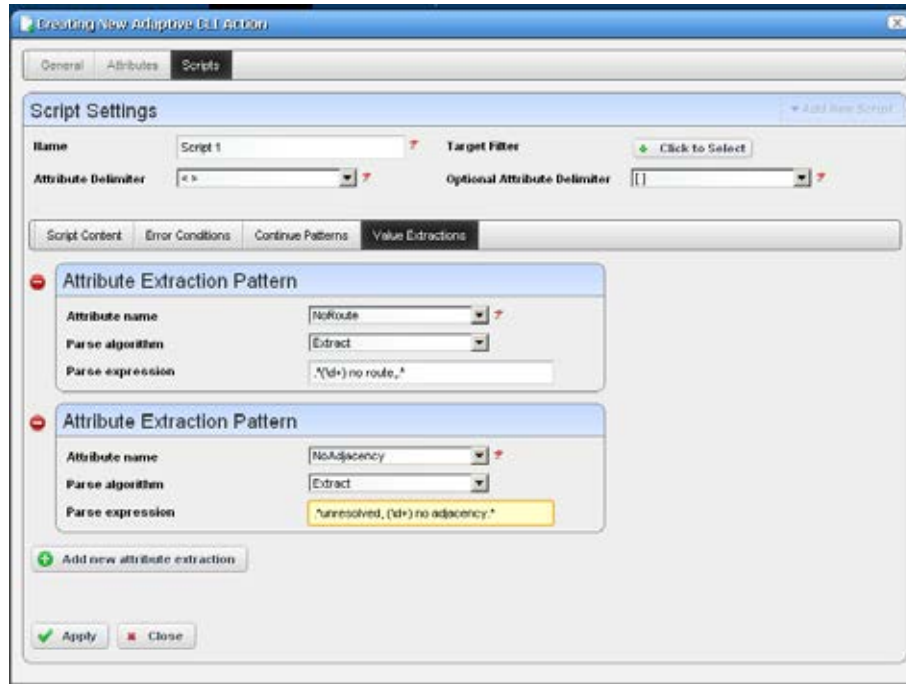 Creating New Adaptive CLI Action
General Attributes Scripts
Script Settings
Add New Script
Name Script 1 Target Filter Click to Select
Attribute Delimiter < > Optional Attribute Delimiter [ ]
Script Content Error Conditions Continue Patterns Value Extractions
Attribute Extraction Pattern
Attribute name NoRoute
Parse algorithm Extract
Parse expression .*(\d+) no route,.*
Attribute Extraction Pattern
Attribute name NoAdjacency
Parse algorithm Extract
Parse expression .*unresolved, (\d+) no adjacency.*
Add new attribute extraction
Apply Close